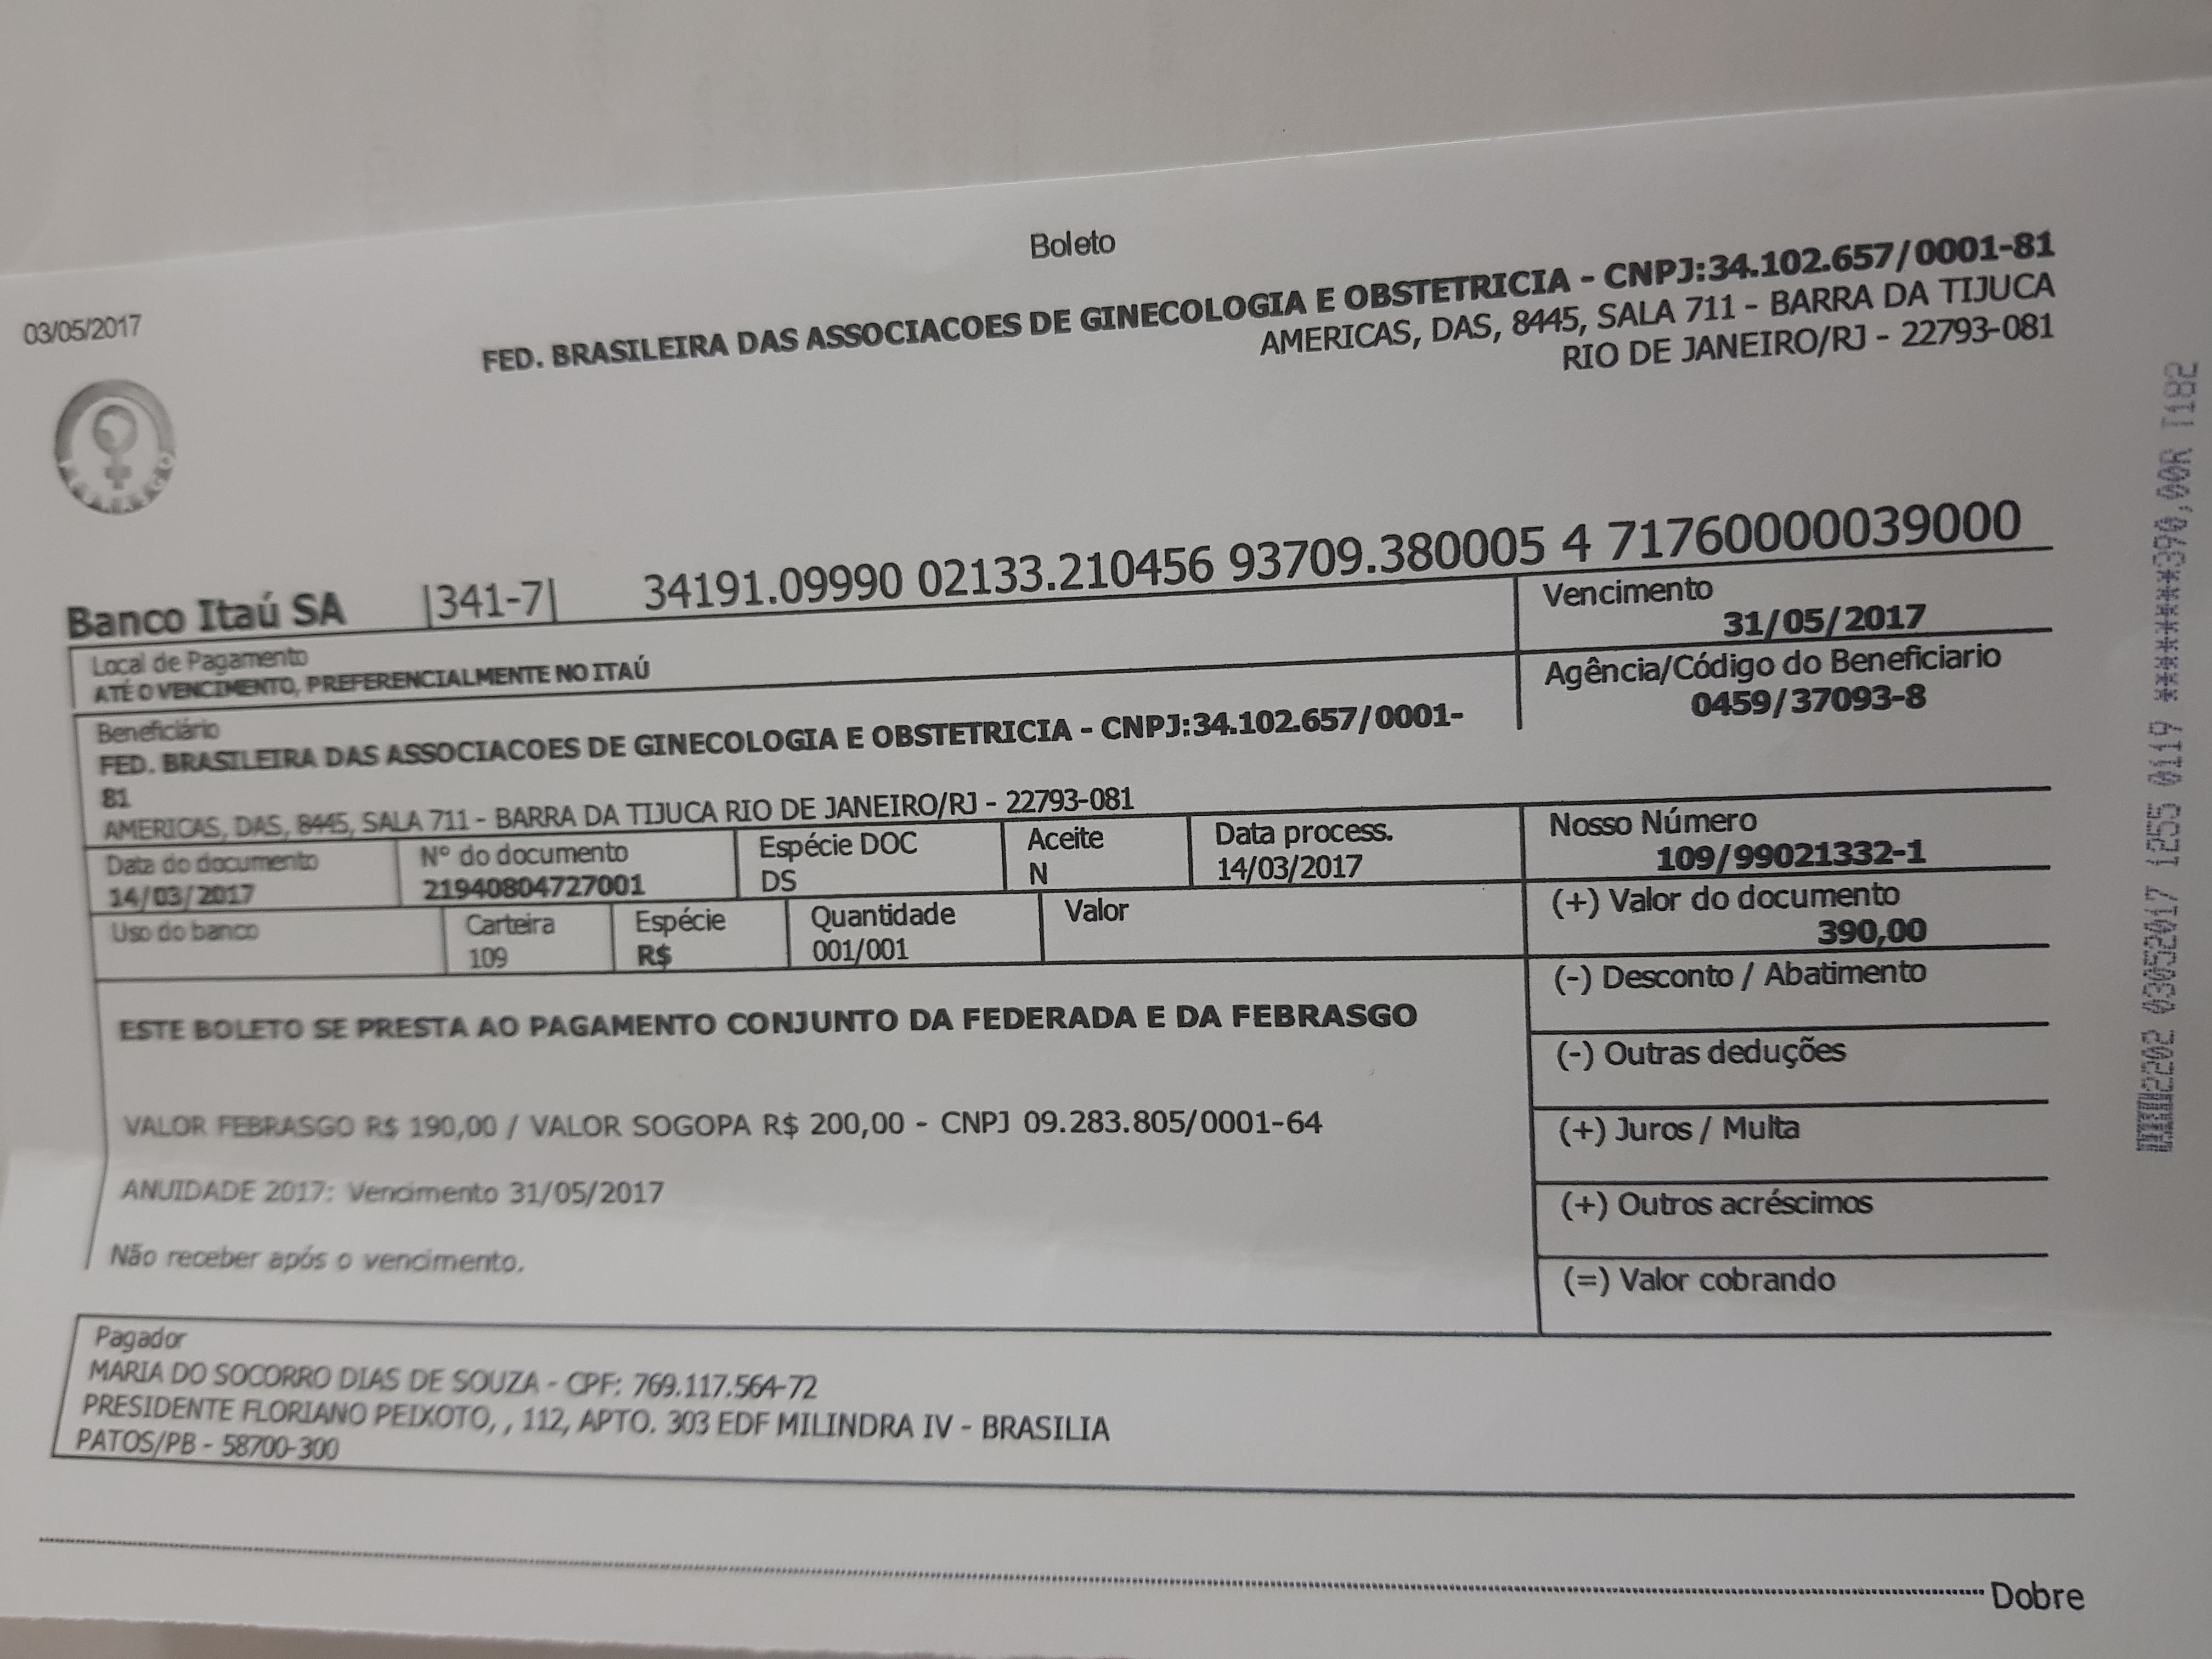 Boleto
03/05/2017
FED. BRASILEIRA DAS ASSOCIACOES DE GINECOLOGIA E OBSTETRICIA - CNPJ:34.102.657/0001-81
AMERICAS, DAS, 8445, SALA 711 - BARRA DA TIJUCA
RIO DE JANEIRO/RJ - 22793-081
Banco Itaú SA |341-7| 34191.09990 02133.210456 93709.380005 4 71760000039000
Local de Pagamento
ATÉ O VENCIMENTO, PREFERENCIALMENTE NO ITAÚ
Vencimento
31/05/2017
Beneficiário
FED. BRASILEIRA DAS ASSOCIACOES DE GINECOLOGIA E OBSTETRICIA - CNPJ:34.102.657/0001-
81
AMERICAS, DAS, 8445, SALA 711 - BARRA DA TIJUCA RIO DE JANEIRO/RJ - 22793-081
Agência/Código do Beneficiario
0459/37093-8
Data do documento
14/03/2017
Nº do documento
21940804727001
Espécie DOC
DS
Aceite
N
Data process.
14/03/2017
Nosso Número
109/99021332-1
Uso do banco
Carteira
109
Espécie
R$
Quantidade
001/001
Valor
(+) Valor do documento
390,00
ESTE BOLETO SE PRESTA AO PAGAMENTO CONJUNTO DA FEDERADA E DA FEBRASGO
VALOR FEBRASGO R$ 190,00 / VALOR SOGOPA R$ 200,00 - CNPJ 09.283.805/0001-64
ANUIDADE 2017: Vencimento 31/05/2017
Não receber após o vencimento.
(-) Desconto / Abatimento
(-) Outras deduções
(+) Juros / Multa
(+) Outros acréscimos
(=) Valor cobrando
Pagador
MARIA DO SOCORRO DIAS DE SOUZA - CPF: 769.117.564-72
PRESIDENTE FLORIANO PEIXOTO, , 112, APTO. 303 EDF MILINDRA IV - BRASILIA
PATOS/PB - 58700-300
Dobre
03052017 1255 0119 *******390,00R T182